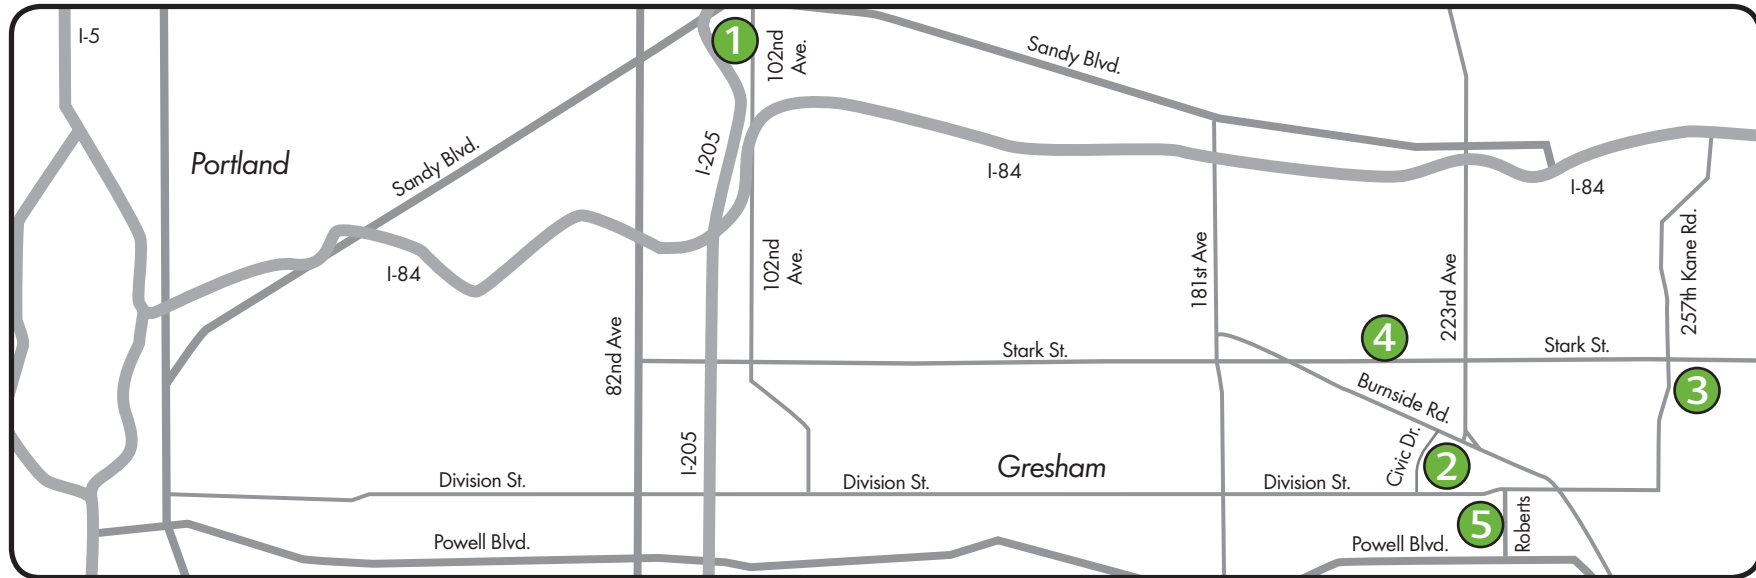 I-5
1
102nd
Ave.
Sandy Blvd.
Portland
Sandy Blvd.
I-205
I-84
I-84
I-84
102nd
Ave.
181st Ave
223rd Ave
257th Kane Rd.
82nd Ave
Stark St.
4
Stark St.
Burnside Rd.
3
I-205
Civic Dr.
2
Gresham
Division St.
Division St.
Division St.
5
Roberts
Powell Blvd.
Powell Blvd.